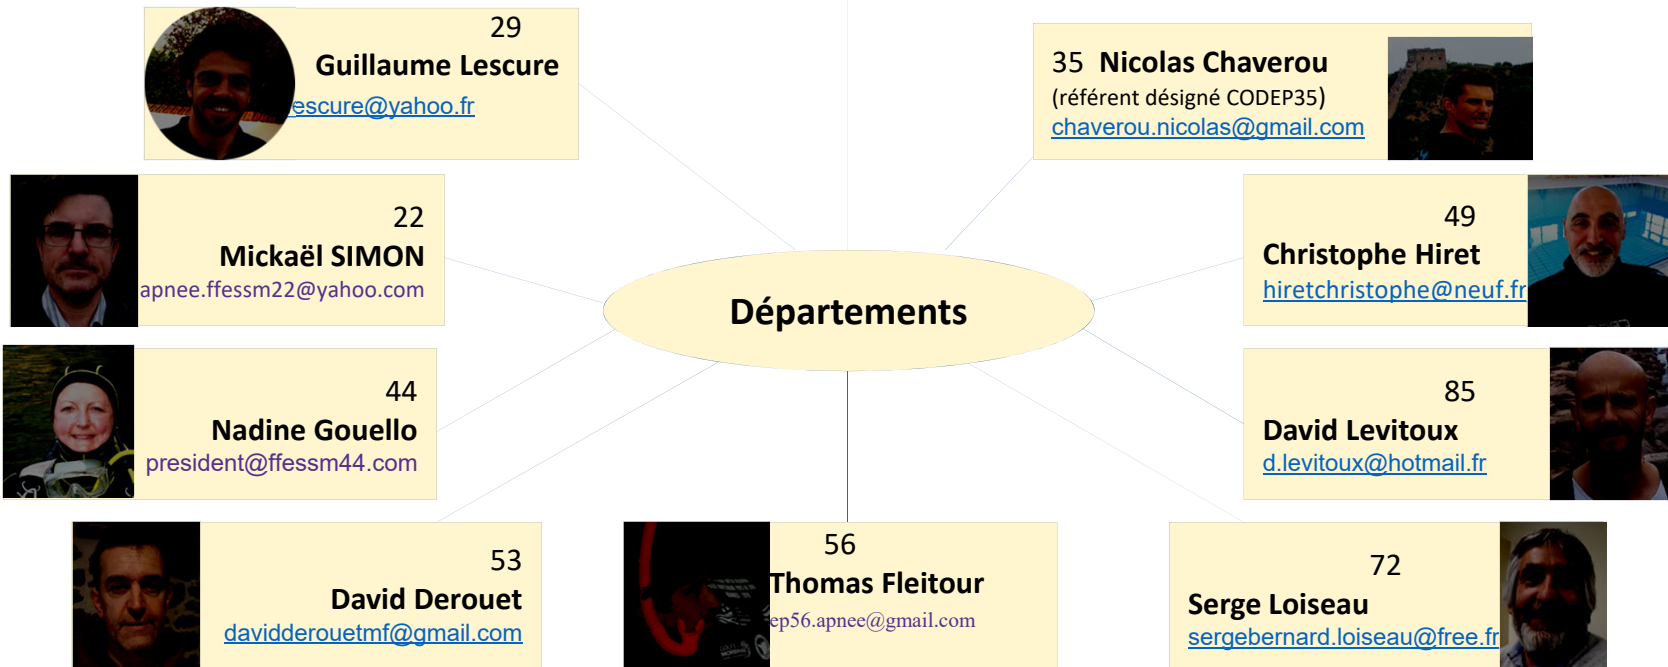 29
Guillaume Lescure
escure@yahoo.fr
35 Nicolas Chaverou
(référent désigné CODEP35)
chaverou.nicolas@gmail.com
22
Mickaël SIMON
apnee.ffessm22@yahoo.com
49
Christophe Hiret
hiretchristophe@neuf.fr
Départements
44
Nadine Gouello
president@ffessm44.com
85
David Levitoux
d.levitoux@hotmail.fr
53
David Derouet
davidderouetmf@gmail.com
56
Thomas Fleitour
ep56.apnee@gmail.com
72
Serge Loiseau
sergebernard.loiseau@free.fr